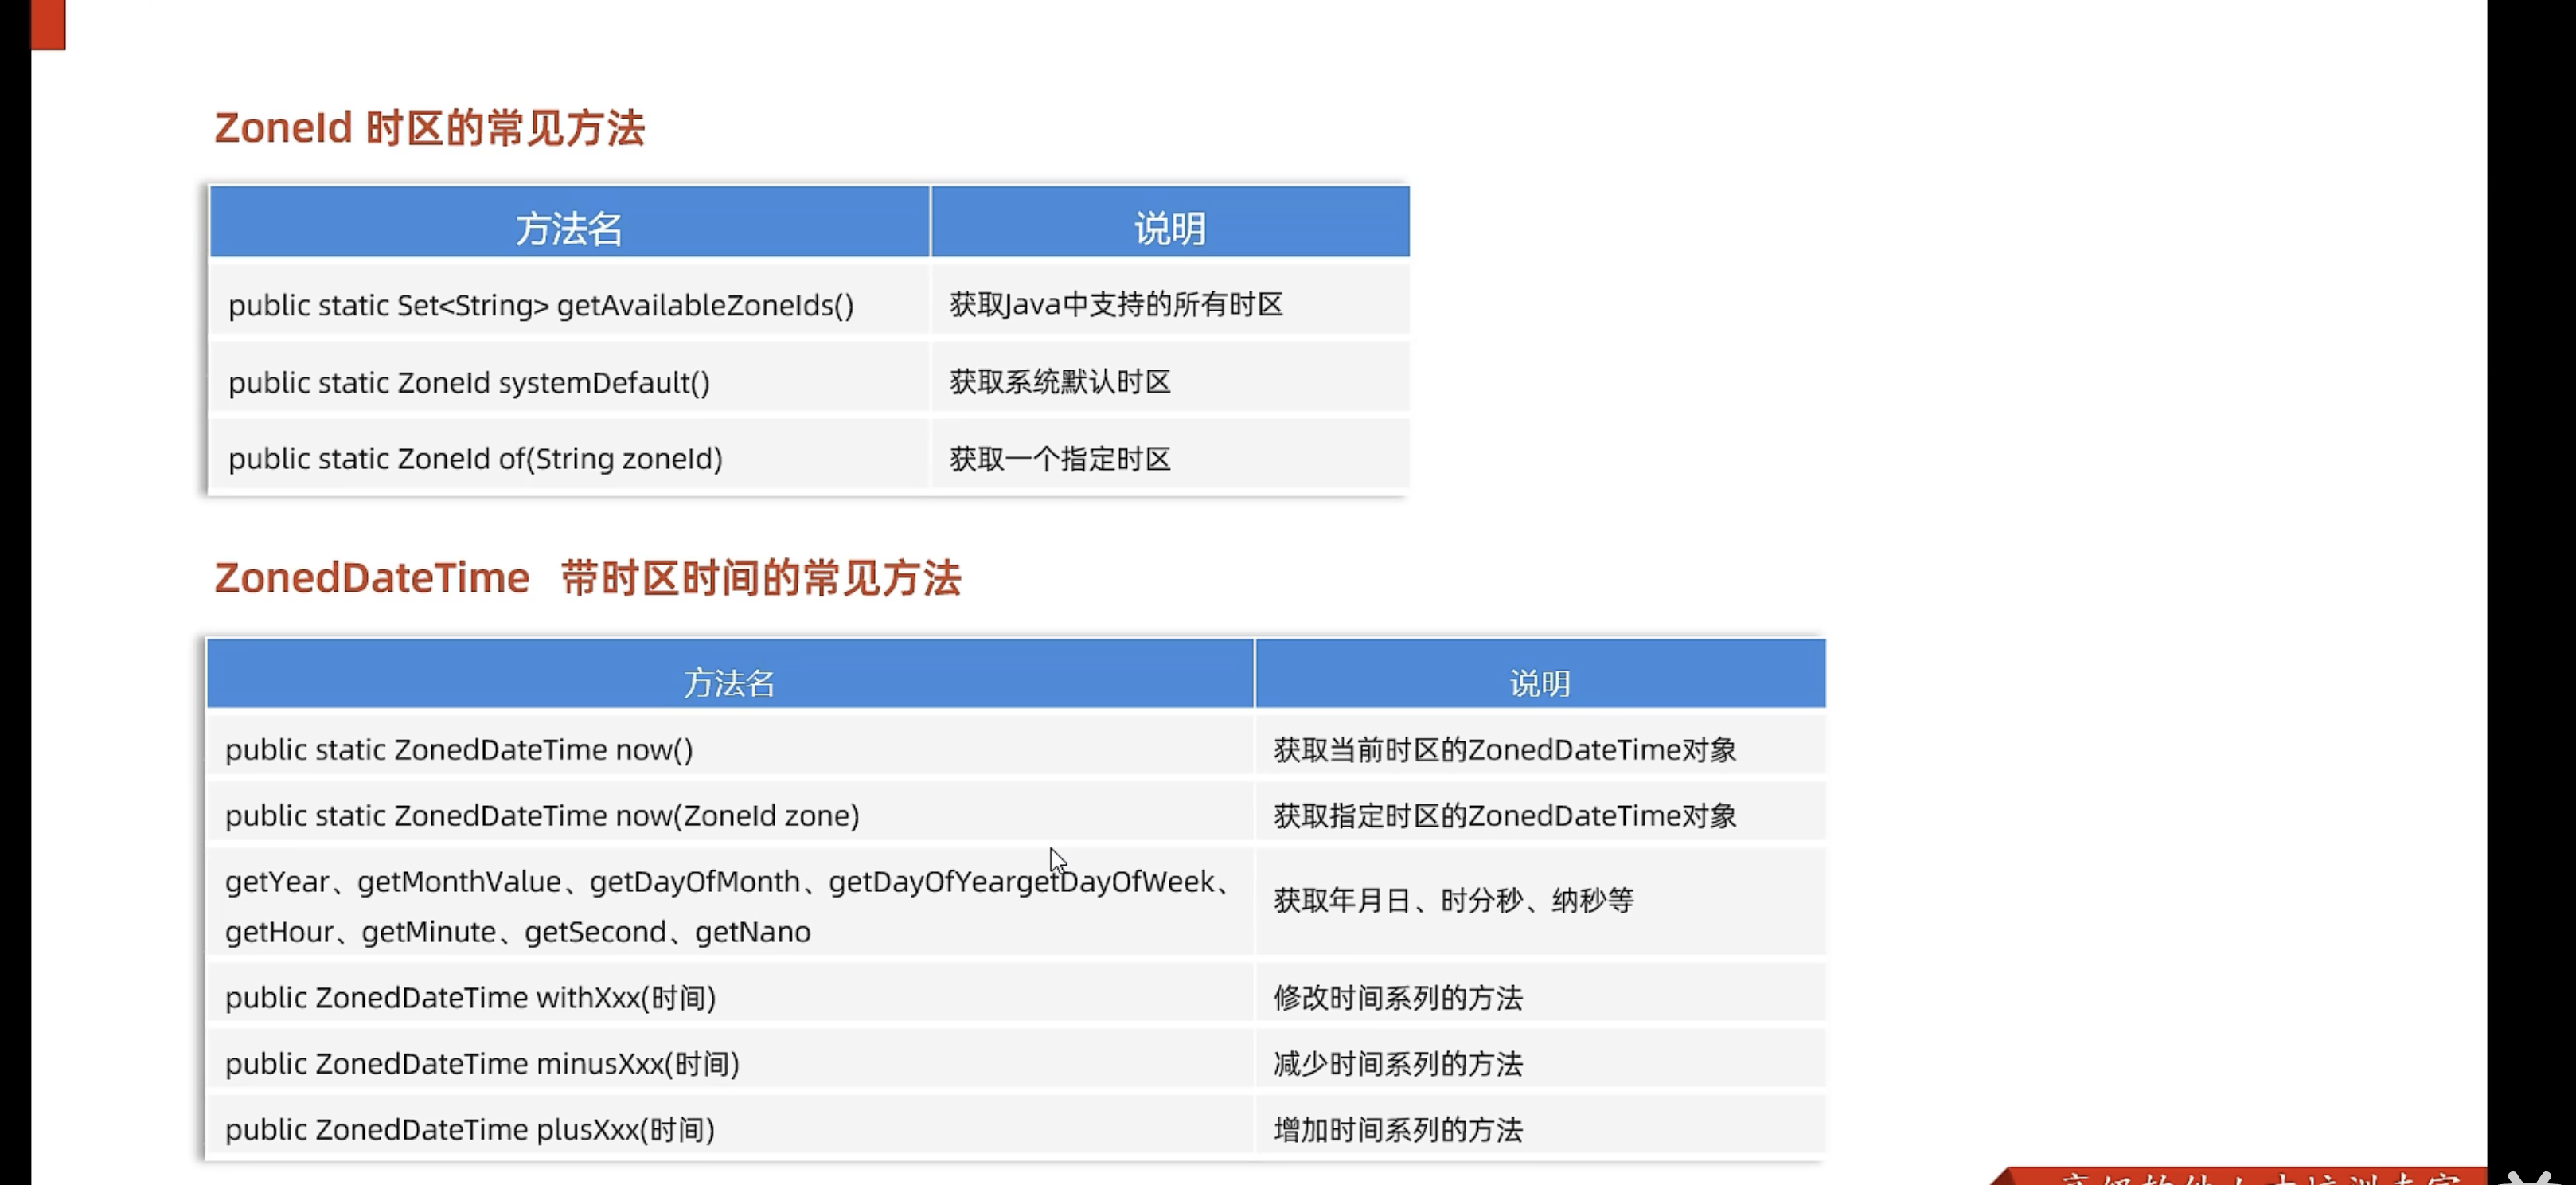 ZoneId 时区的常见方法
方法名 说明
public static Set<String> getAvailableZoneIds() 获取Java中支持的所有时区
public static ZoneId systemDefault() 获取系统默认时区
public static ZoneId of(String zoneId) 获取一个指定时区
ZonedDateTime 带时区时间的常见方法
方法名 说明
public static ZonedDateTime now() 获取当前时区的ZonedDateTime对象
public static ZonedDateTime now(ZoneId zone) 获取指定时区的ZonedDateTime对象
getYear、getMonthValue、getDayOfMonth、getDayOfYeargetDayOfWeek、
getHour、getMinute、getSecond、getNano 获取年月日、时分秒、纳秒等
public ZonedDateTime withXxx(时间) 修改时间系列的方法
public ZonedDateTime minusXxx(时间) 减少时间系列的方法
public ZonedDateTime plusXxx(时间) 增加时间系列的方法